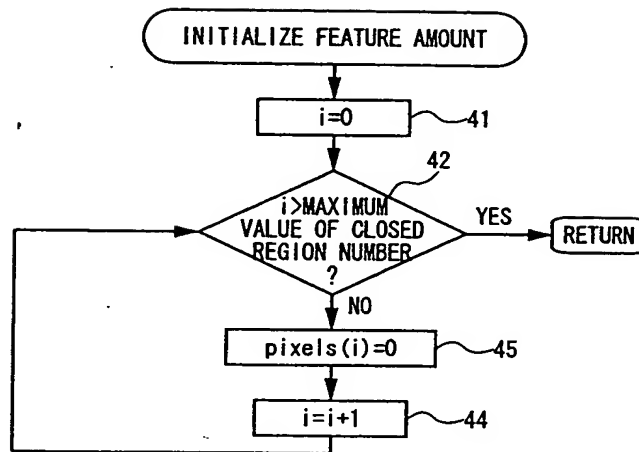 INITIALIZE FEATURE AMOUNT
i=0
41
42
i>MAXIMUM
VALUE OF CLOSED
REGION NUMBER
?
YES
RETURN
NO
pixels(i)=0
45
i=i+1
44